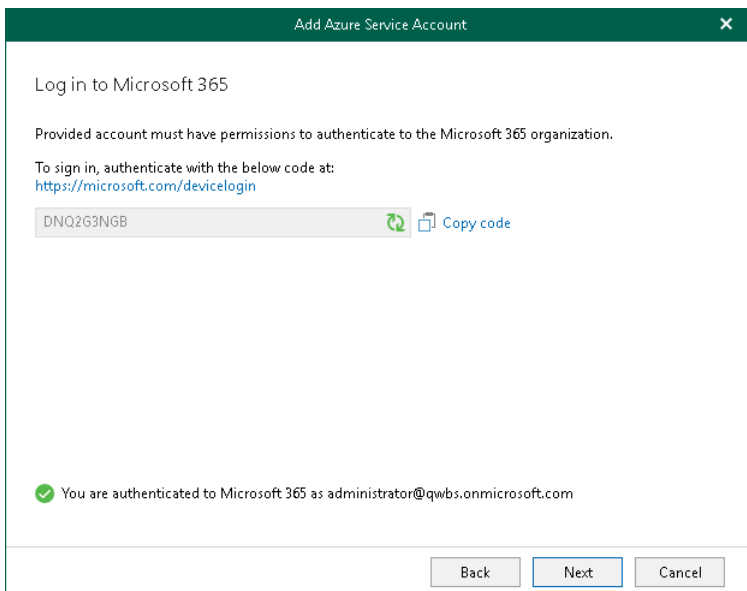 Add Azure Service Account
Log in to Microsoft 365
Provided account must have permissions to authenticate to the Microsoft 365 organization.
To sign in, authenticate with the below code at:
https://microsoft.com/devicelogin
DNQ2G3NGB Copy code
You are authenticated to Microsoft 365 as administrator@qwbs.onmicrosoft.com
Back Next Cancel